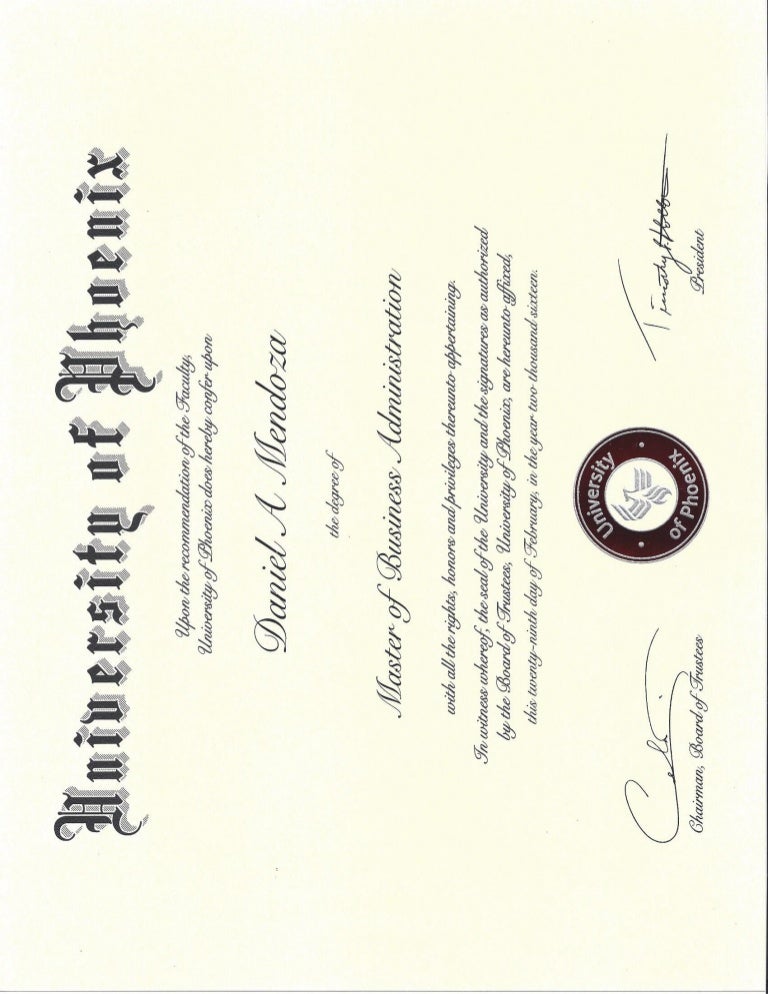 University of Phoenix
Upon the recommendation of the Faculty,
University of Phoenix does hereby confer upon
Daniel A Mendoza
the degree of
Master of Business Administration
with all the rights, honors and privileges thereunto appertaining.
In witness whereof, the seal of the University and the signatures as authorized
by the Board of Trustees, University of Phoenix, are hereunto affixed,
this twenty-ninth day of February, in the year two thousand sixteen.
University
of Phoenix
Chairman, Board of Trustees
President